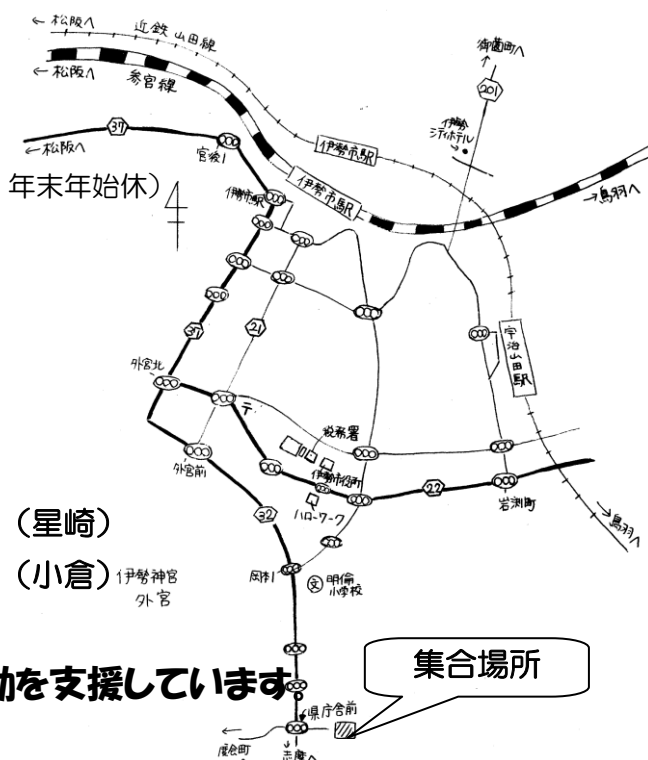 ←松阪へ
近鉄山田線
←松阪へ
参宮線
御薗町へ
201
伊勢
シティホテル
37
←松阪へ
宮後1
伊勢市駅
伊勢市駅
→鳥羽へ
年末年始休)
伊勢市駅
37
21
宇治山田駅
外宮北
〒
税務署
外宮前
伊勢市役所
22
岩渕町
ハローワーク
32
→鳥羽へ
(星崎)
(小倉)
伊勢神宮
外宮
岡本1
文
明倫
小学校
集合場所
動を支援しています。
県庁舎前
←
度会町
↓
志摩へ